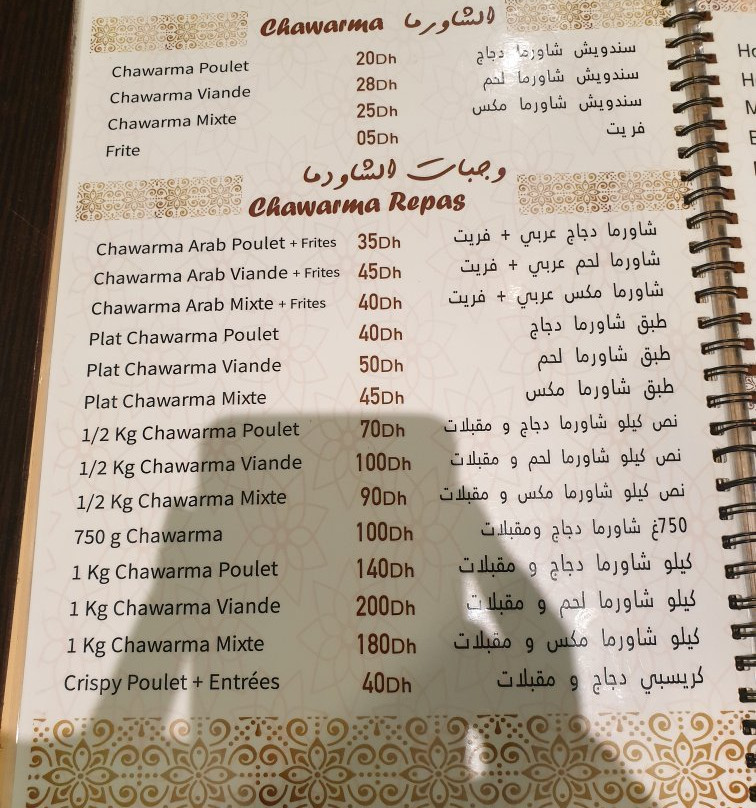 Chawarma الشاورما
Chawarma Poulet 20Dh سندويش شاورما دجاج
Chawarma Viande 28Dh سندويش شاورما لحم
Chawarma Mixte 25Dh سندويش شاورما مكس
Frite 05Dh فريت
وجبات الشاورما
Chawarma Repas
Chawarma Arab Poulet + Frites 35Dh شاورما دجاج عربي + فريت
Chawarma Arab Viande + Frites 45Dh شاورما لحم عربي + فريت
Chawarma Arab Mixte + Frites 40Dh شاورما مكس عربي + فريت
Plat Chawarma Poulet 40Dh طبق شاورما دجاج
Plat Chawarma Viande 50Dh طبق شاورما لحم
Plat Chawarma Mixte 45Dh طبق شاورما مكس
1/2 Kg Chawarma Poulet 70Dh نص كيلو شاورما دجاج و مقبلات
1/2 Kg Chawarma Viande 100Dh نص كيلو شاورما لحم و مقبلات
1/2 Kg Chawarma Mixte 90Dh نص كيلو شاورما مكس و مقبلات
750 g Chawarma 100Dh 750غ شاورما دجاج ومقبلات
1 Kg Chawarma Poulet 140Dh كيلو شاورما دجاج و مقبلات
1 Kg Chawarma Viande 200Dh كيلو شاورما لحم و مقبلات
1 Kg Chawarma Mixte 180Dh كيلو شاورما مكس و مقبلات
Crispy Poulet + Entrées 40Dh كريسبي دجاج و مقبلات